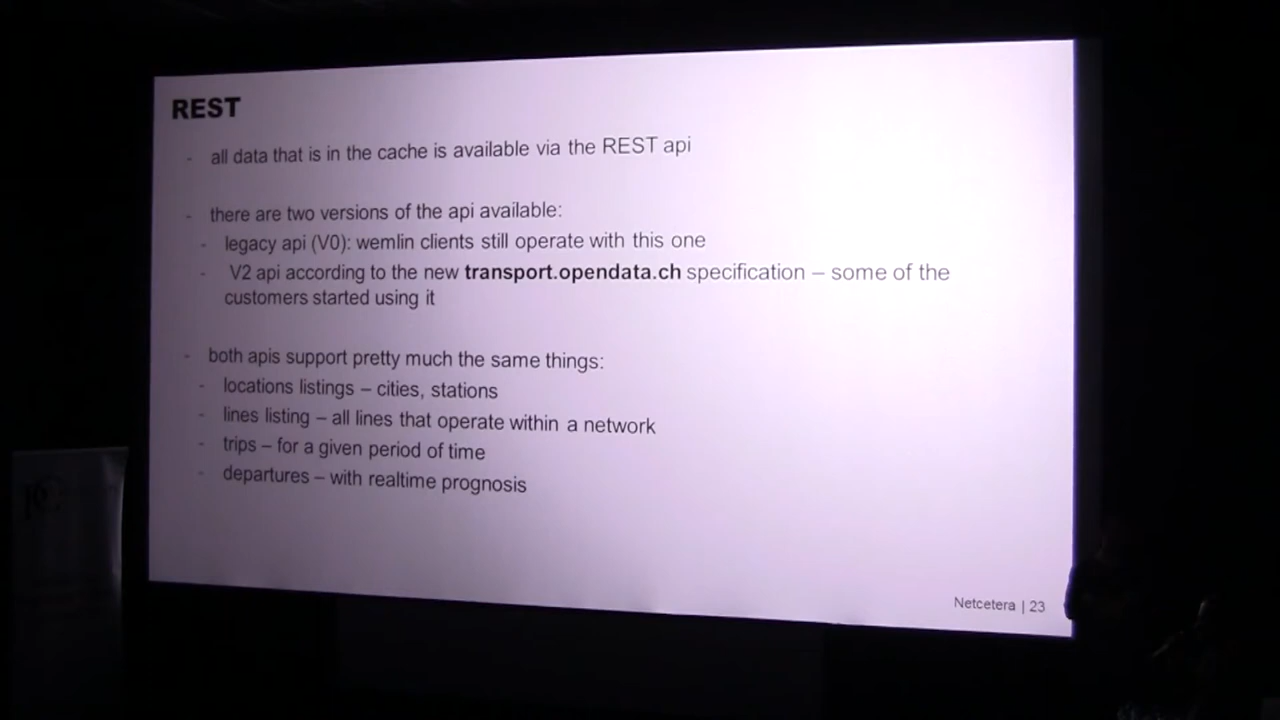 REST
- all data that is in the cache is available via the REST api
- there are two versions of the api available:
- legacy api (V0): wemlin clients still operate with this one
- V2 api according to the new transport.opendata.ch specification – some of the
customers started using it
- both apis support pretty much the same things:
- locations listings – cities, stations
- lines listing – all lines that operate within a network
- trips – for a given period of time
- departures – with realtime prognosis
Netcetera | 23